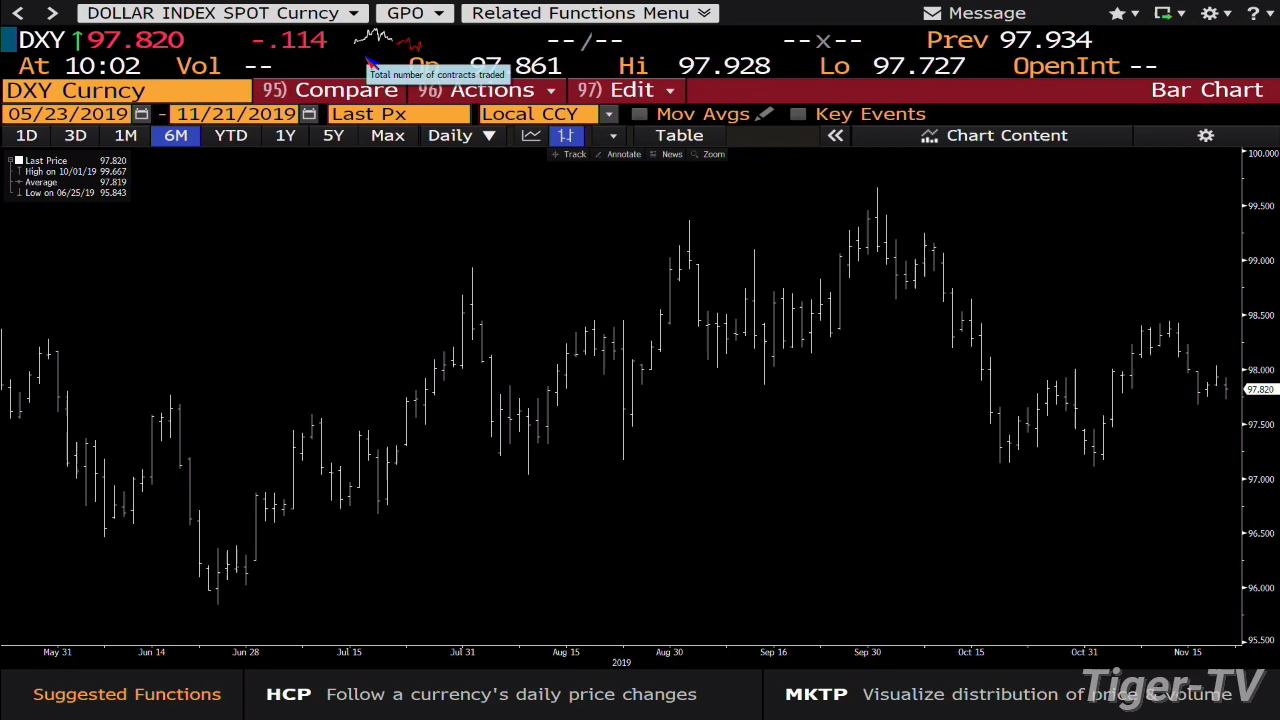 DOLLAR INDEX SPOT Curncy GPO Related Functions Menu Message ?
DXY ↑97.820 -.114 --/-- --x-- Prev 97.934
At 10:02 Vol -- Op 97.861 Hi 97.928 Lo 97.727 OpenInt --
Total number of contracts traded
DXY Curncy 95) Compare 96) Actions 97) Edit Bar Chart
05/23/2019 - 11/21/2019 Last Px Local CCY Mov Avgs Key Events
1D 3D 1M 6M YTD 1Y 5Y Max Daily ▼ Table « Chart Content
Track Annotate News Zoom
Last Price 97.820
High on 10/01/19 99.667
Average 97.819
Low on 06/25/19 95.843
100.000
99.500
99.000
98.500
98.000
97.820
97.500
97.000
96.500
96.000
95.500
May 31 Jun 14 Jun 28 Jul 15 Jul 31 Aug 15 Aug 30 Sep 16 Sep 30 Oct 15 Oct 31 Nov 15
2019
Suggested Functions HCP Follow a currency's daily price changes MKTP Visualize distribution of price & volume
Tiger-TV